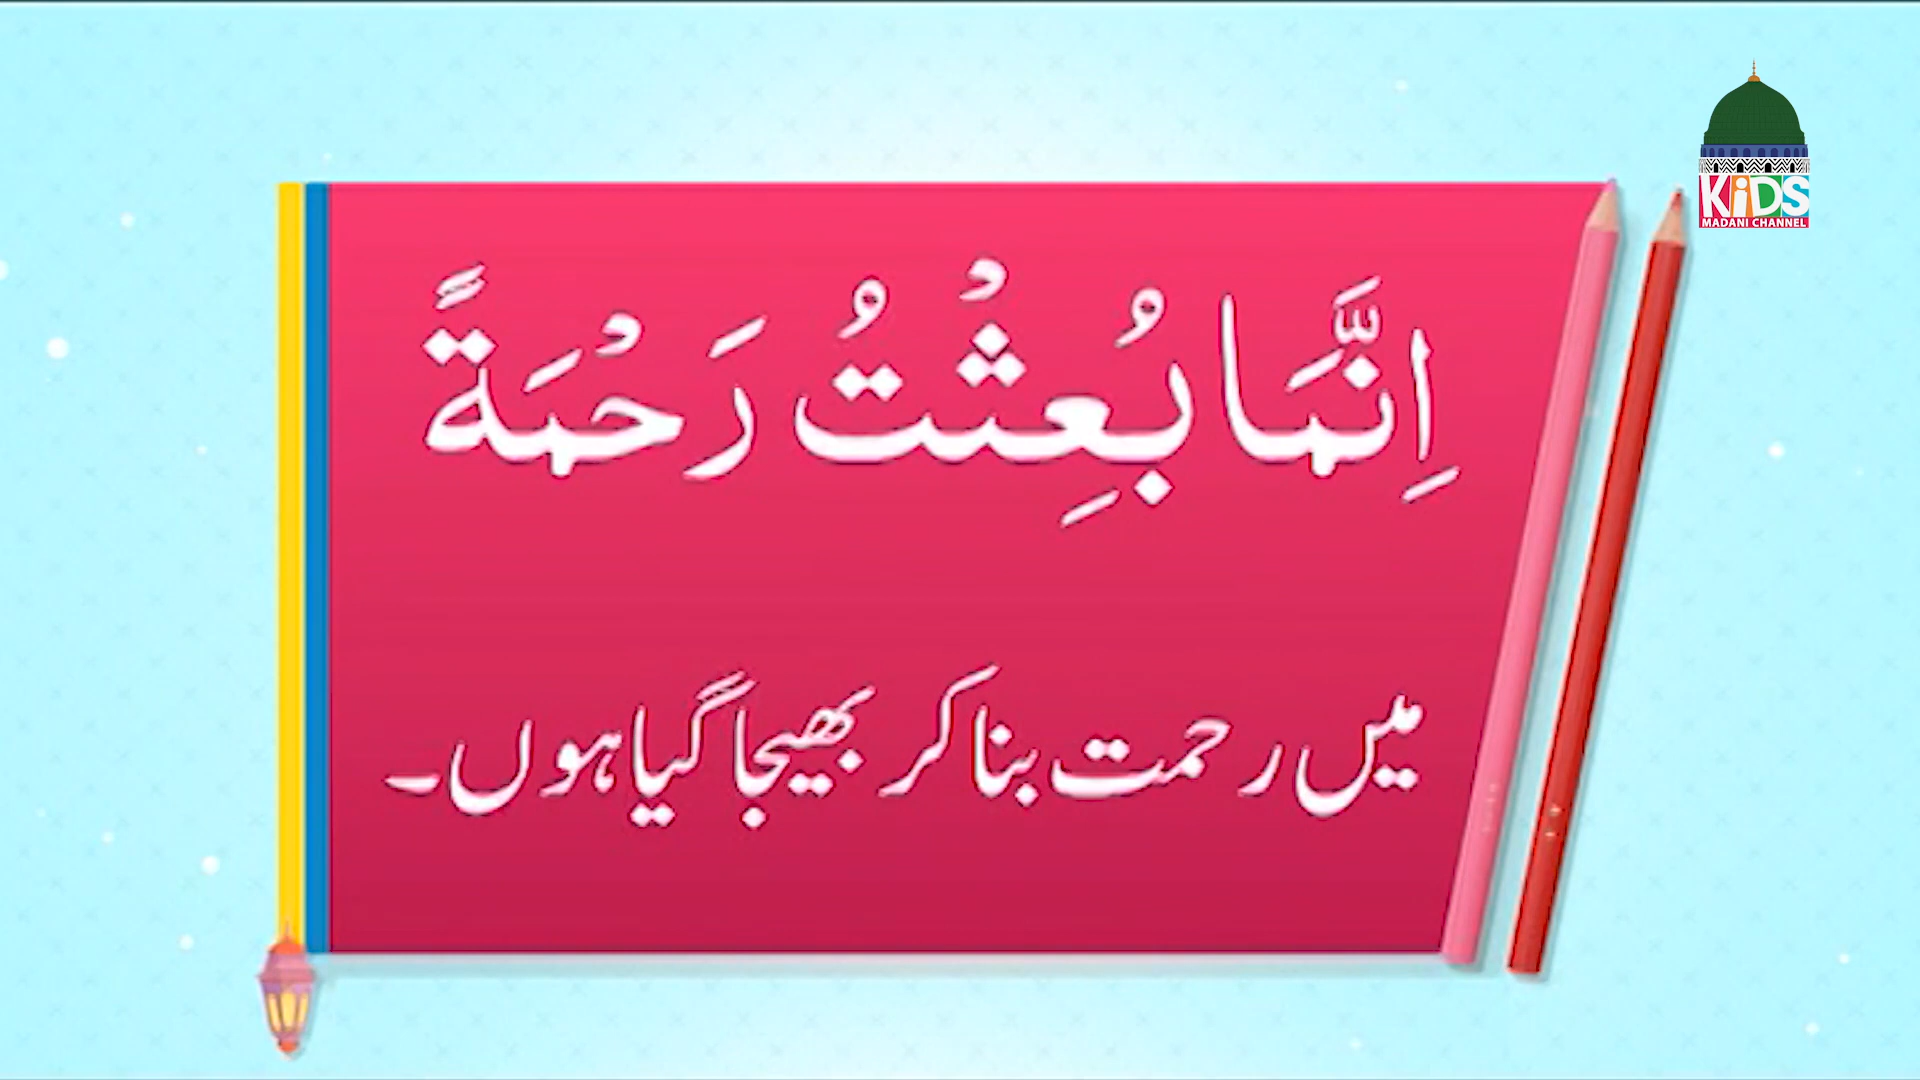 KiDS
MADANI CHANNEL
اِنَّمَا بُعِثْتُ رَحْمَةً
میں رحمت بنا کر بھیجا گیا ہوں۔